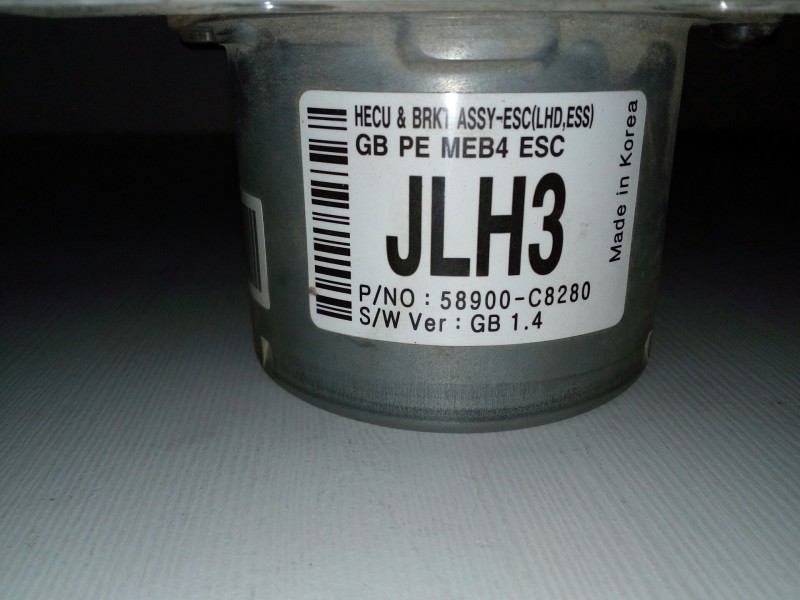 HECU & BRKT ASSY-ESC(LHD,ESS)
GB PE MEB4 ESC
JLH3
P/NO : 58900-C8280
S/W Ver : GB 1.4
Made in Korea